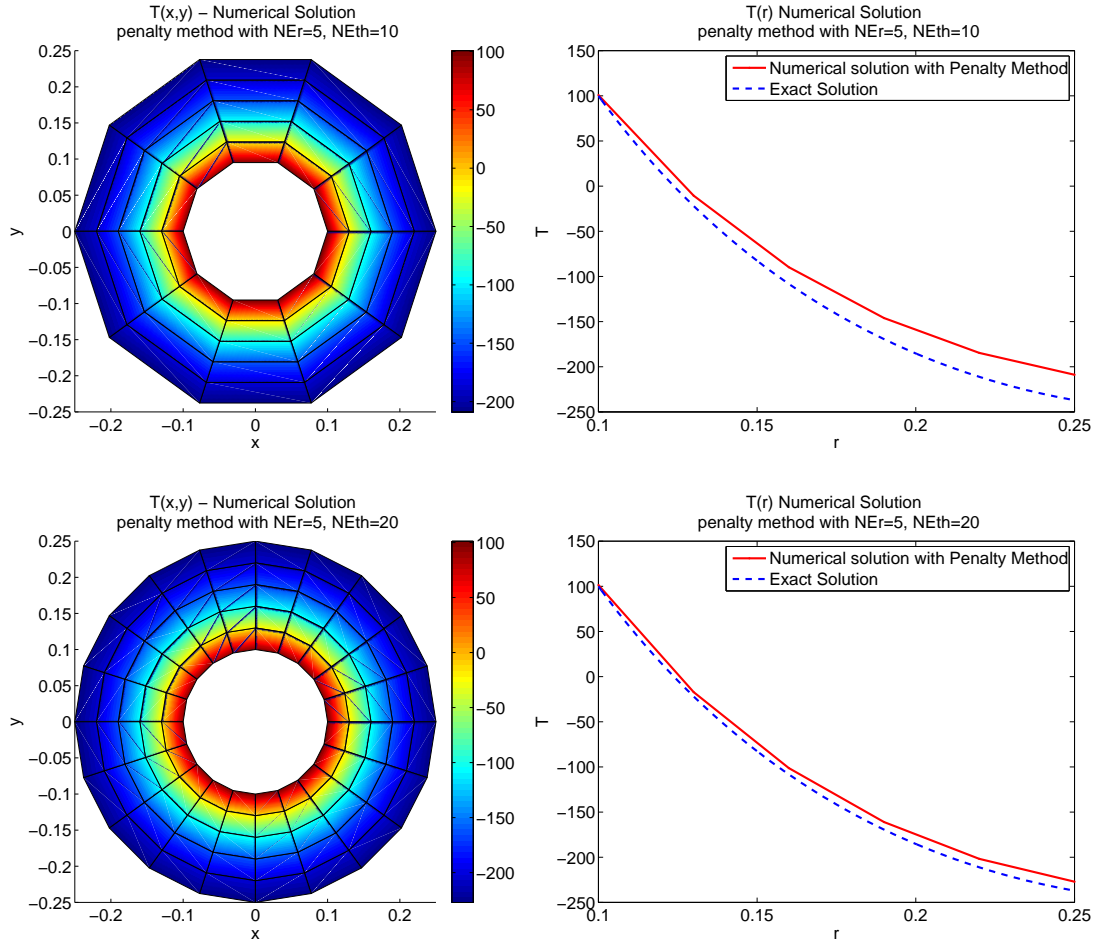 T(x,y) − Numerical Solution
penalty method with NEr=5, NEth=10
0.25
0.2
0.15
0.1
0.05
0
−0.05
−0.1
−0.15
−0.2
−0.25
y
−0.2 −0.1 0 0.1 0.2
x
100
50
0
−50
−100
−150
−200
T(r) Numerical Solution
penalty method with NEr=5, NEth=10
150
100
50
0
−50
−100
−150
−200
−250
T
0.1 0.15 0.2 0.25
r
Numerical solution with Penalty Method
Exact Solution
T(x,y) − Numerical Solution
penalty method with NEr=5, NEth=20
0.25
0.2
0.15
0.1
0.05
0
−0.05
−0.1
−0.15
−0.2
−0.25
y
−0.2 −0.1 0 0.1 0.2
x
100
50
0
−50
−100
−150
−200
T(r) Numerical Solution
penalty method with NEr=5, NEth=20
150
100
50
0
−50
−100
−150
−200
−250
T
0.1 0.15 0.2 0.25
r
Numerical solution with Penalty Method
Exact Solution